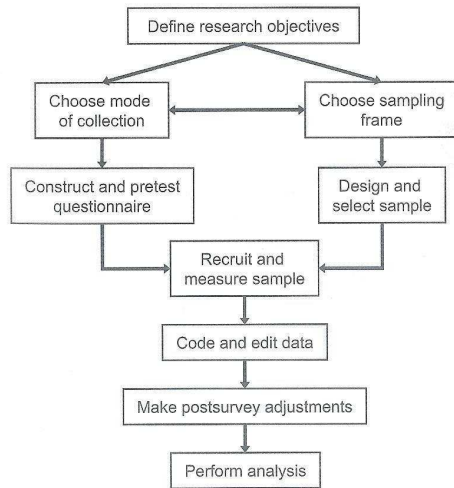 Define research objectives
Choose mode
of collection
Choose sampling
frame
Construct and pretest
questionnaire
Design and
select sample
Recruit and
measure sample
Code and edit data
Make postsurvey adjustments
Perform analysis